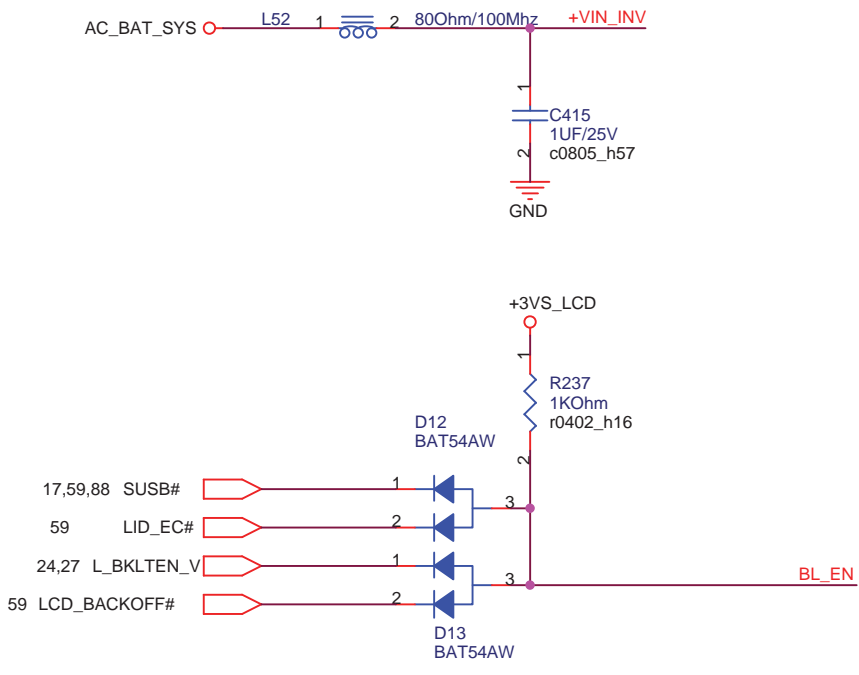 AC_BAT_SYS L52 1 2 80Ohm/100Mhz +VIN_INV
1
C415
1UF/25V
2 c0805_h57
GND
+3VS_LCD
1
R237
1KOhm
r0402_h16
2
D12
BAT54AW
17,59,88 SUSB# 1
3
59 LID_EC# 2
24,27 L_BKLTEN_V 1
3 BL_EN
59 LCD_BACKOFF# 2
D13
BAT54AW